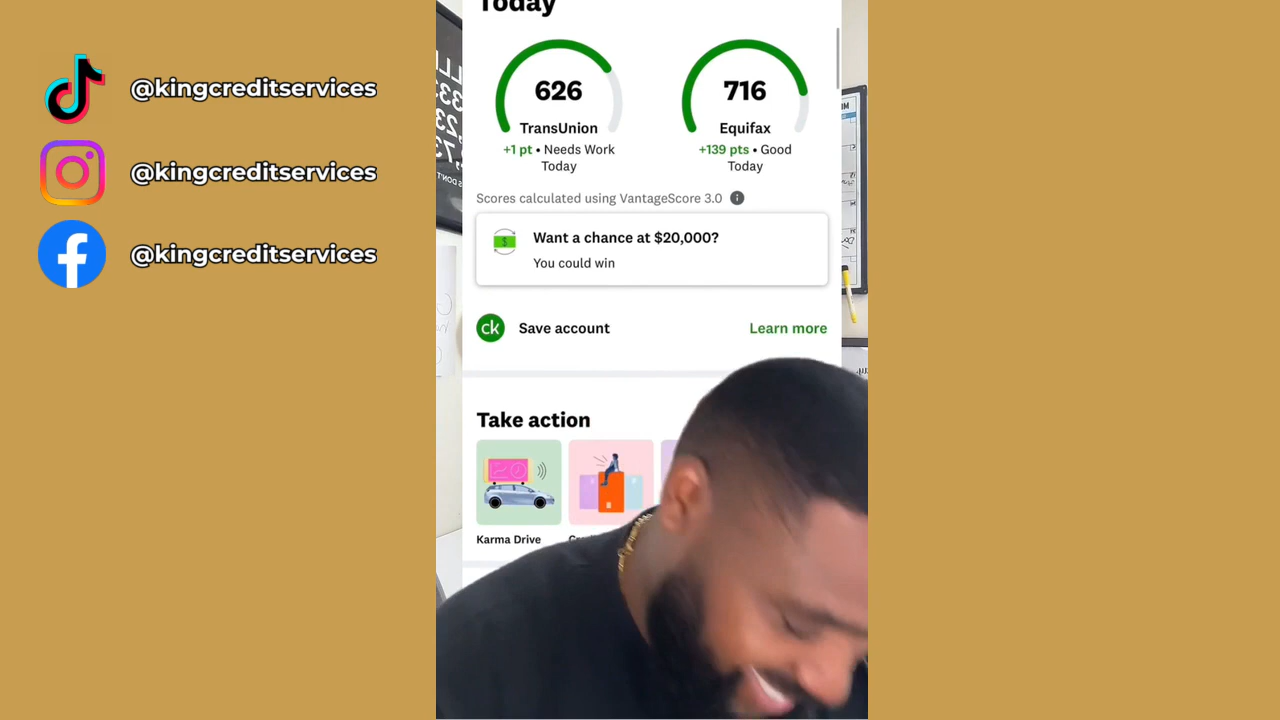 Today
626
TransUnion
+1 pt • Needs Work
Today
716
Equifax
+139 pts • Good
Today
Scores calculated using VantageScore 3.0
Want a chance at $20,000?
You could win
ck Save account
Learn more
Take action
Karma Drive
@kingcreditservices
@kingcreditservices
@kingcreditservices